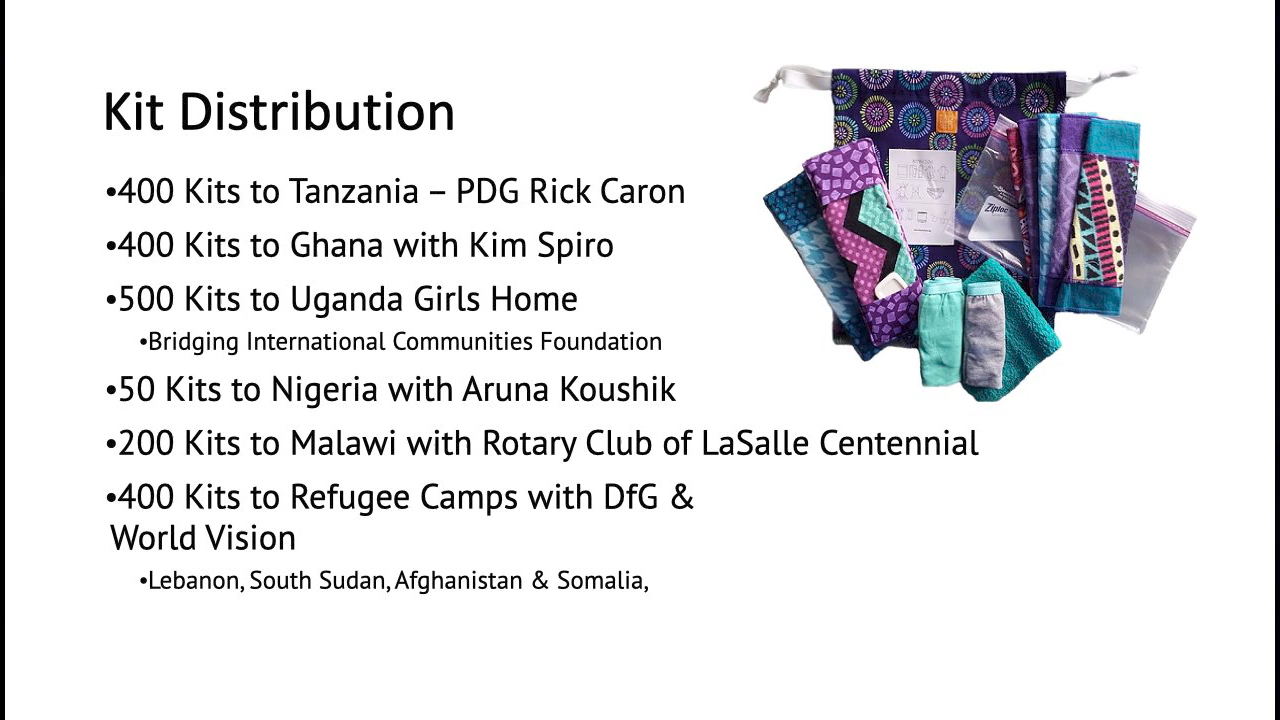 Kit Distribution
•400 Kits to Tanzania – PDG Rick Caron
•400 Kits to Ghana with Kim Spiro
•500 Kits to Uganda Girls Home
•Bridging International Communities Foundation
•50 Kits to Nigeria with Aruna Koushik
•200 Kits to Malawi with Rotary Club of LaSalle Centennial
•400 Kits to Refugee Camps with DfG &
World Vision
•Lebanon, South Sudan, Afghanistan & Somalia,
Ziploc